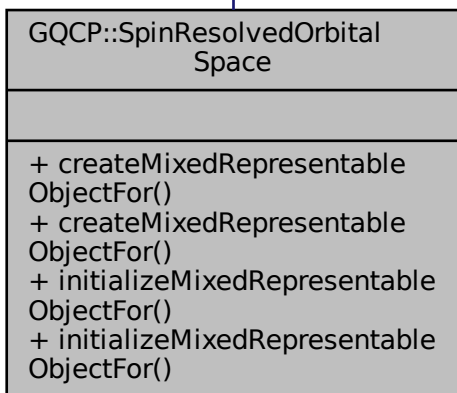 GQCP::SpinResolvedOrbital
Space
+ createMixedRepresentable
ObjectFor()
+ createMixedRepresentable
ObjectFor()
+ initializeMixedRepresentable
ObjectFor()
+ initializeMixedRepresentable
ObjectFor()